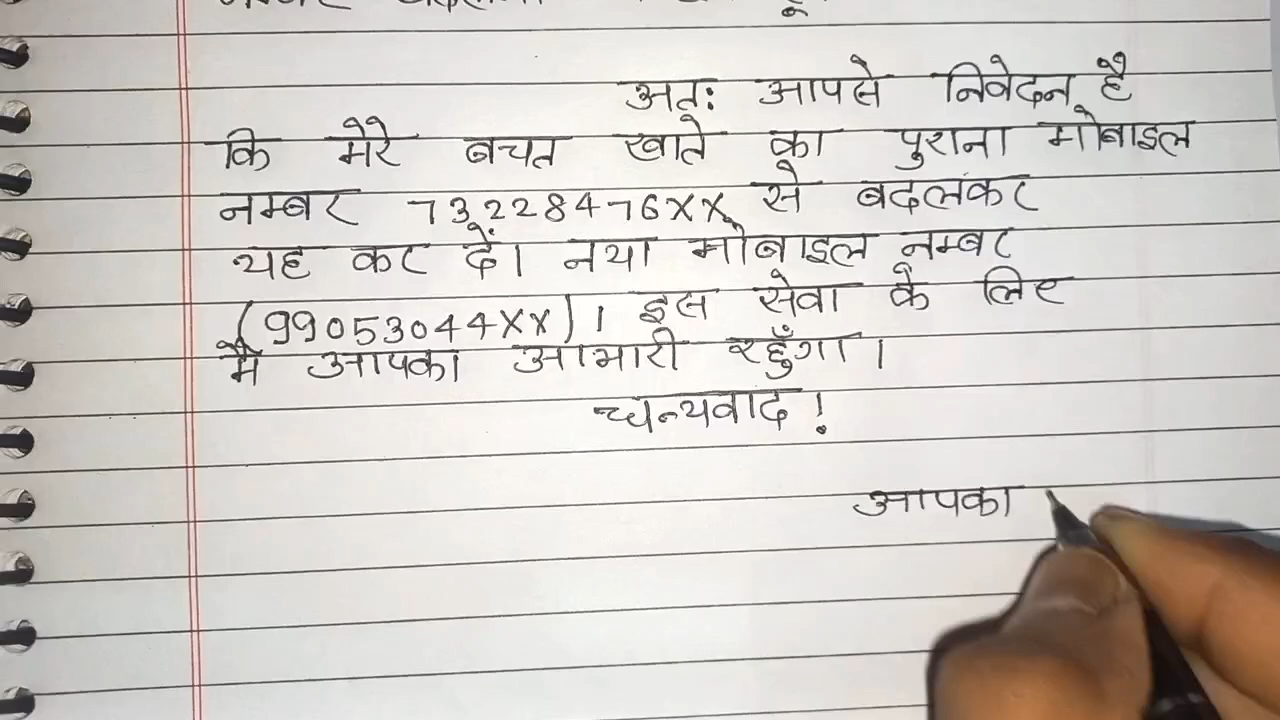 अतः आपसे निवेदन है
कि मेरे बचत खाते का पुराना मोबाइल
नम्बर 73228476XX से बदलकर
यह कर दें। नया मोबाइल नम्बर
(99053044XX)। इस सेवा के लिए
मैं आपका आभारी रहूँगा।
धन्यवाद!
आपका